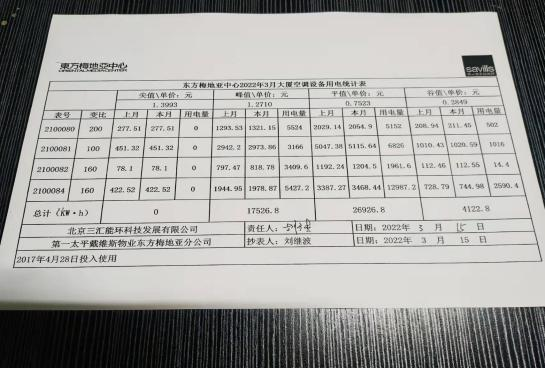 東方梅地亞中心
ORIENTAL MEDIA CENTER
savills
东方梅地亚中心2022年3月大厦空调设备用电统计表
尖值\单价: 元 峰值\单价: 元 平值\单价: 元 谷值\单价: 元
1.3993 1.2710 0.7523 0.2849
表号 变比 上月 本月 用电量 上月 本月 用电量 上月 本月 用电量 上月 本月 用电量
2100080 200 277.51 277.51 0 1293.53 1321.15 5524 2029.14 2054.9 5152 208.94 211.45 502
2100081 100 451.32 451.32 0 2942.2 2973.86 3166 5047.38 5115.64 6826 1010.43 1020.59 1016
2100082 160 78.1 78.1 0 797.47 818.78 3409.6 1192.24 1204.5 1961.6 112.46 112.55 14.4
2100084 160 422.52 422.52 0 1944.95 1978.87 5427.2 3387.27 3468.44 12987.2 728.79 744.98 2590.4
总计 (KW·h) 0 17526.8 26926.8 4122.8
北京三汇能环科技发展有限公司 责任人: 日期: 2022年 3 月 15 日
第一太平戴维斯物业东方梅地亚分公司 抄表人: 刘继波 日期: 2022年 3 月 15 日
2017年4月28日投入使用